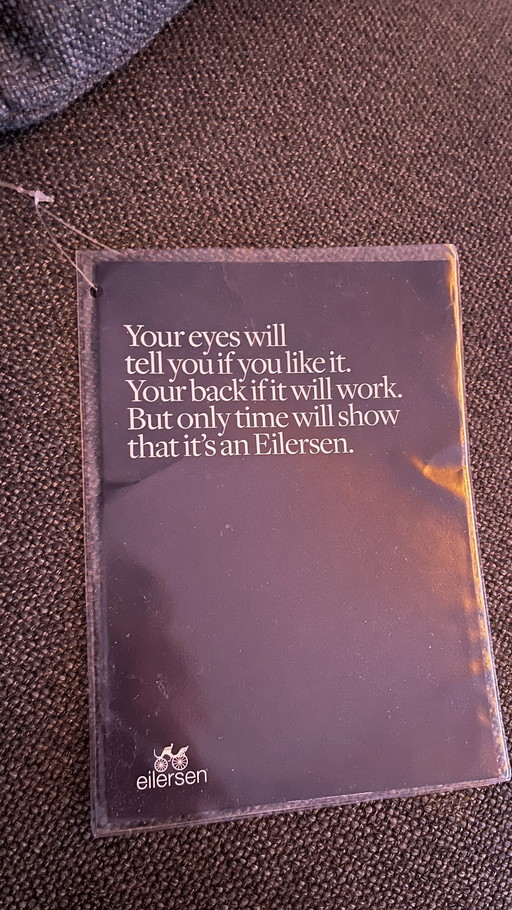 Your eyes will
tell you if you like it.
Your back if it will work.
But only time will show
that it's an Eilersen.
eilersen